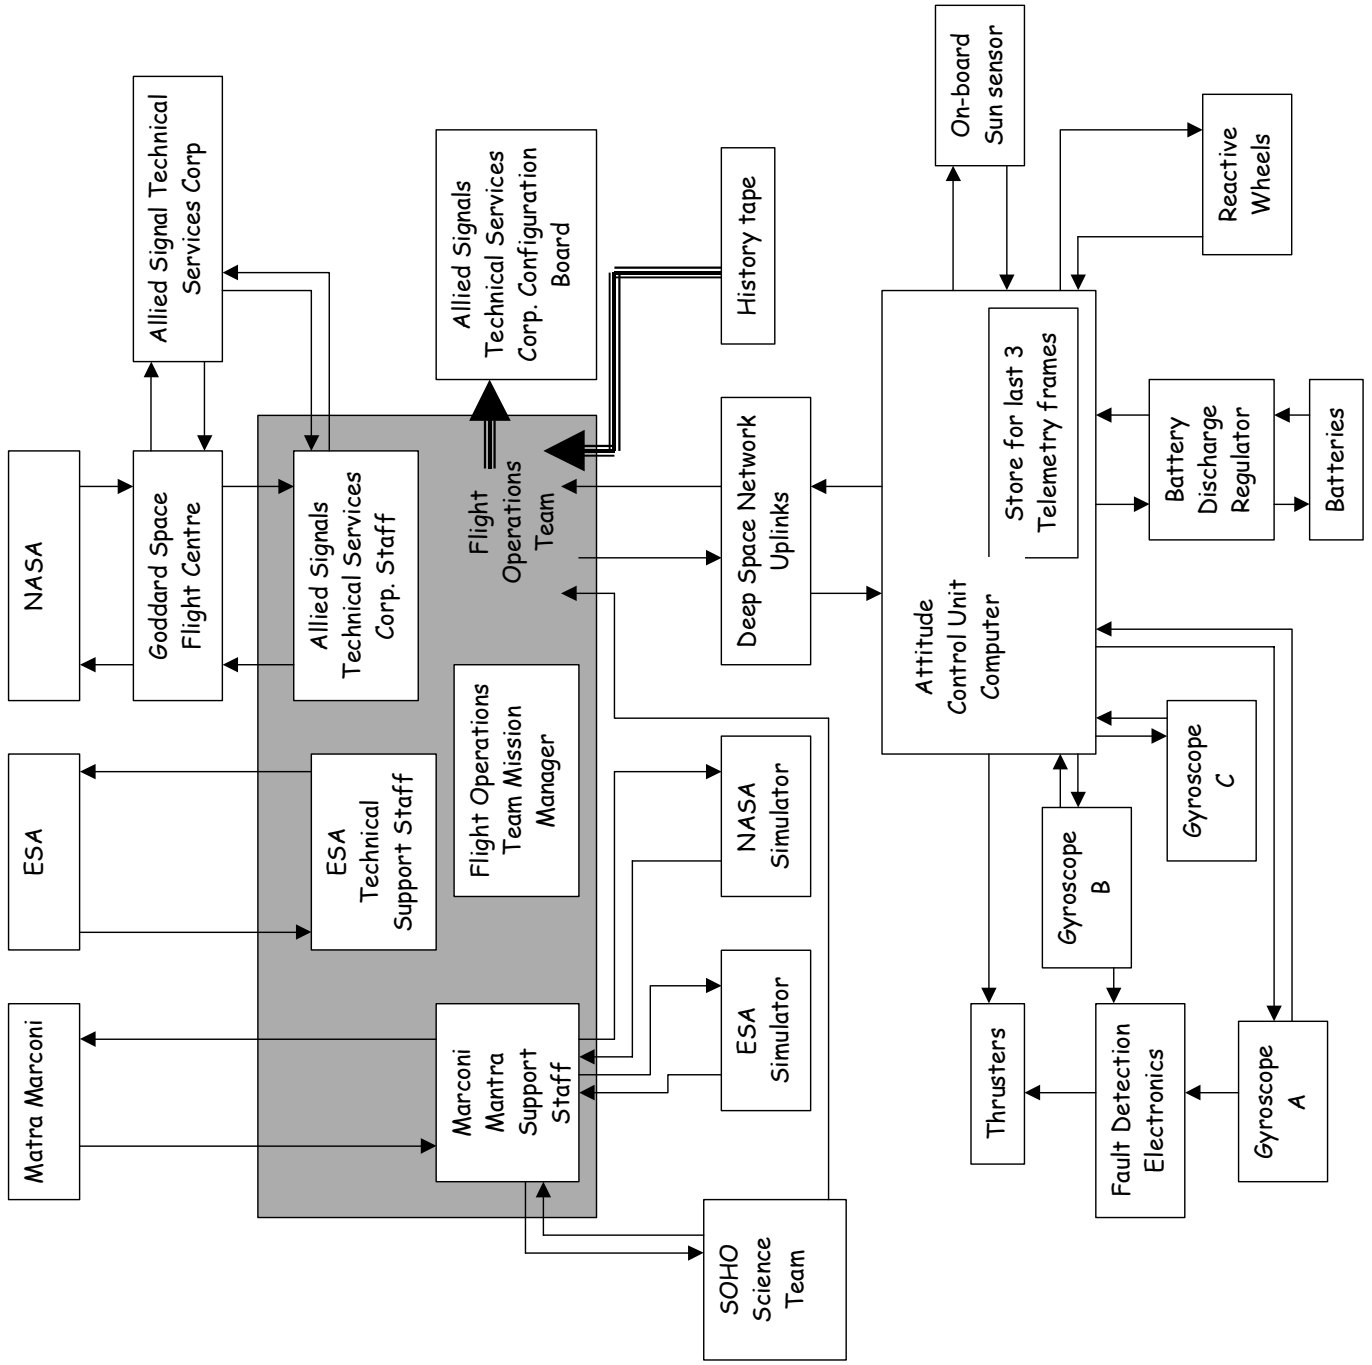 Matra Marconi
ESA
NASA
Goddard Space
Flight Centre
Allied Signal Technical
Services Corp
ESA
Technical
Support Staff
Allied Signals
Technical Services
Corp. Staff
Marconi
Mantra
Support
Staff
Flight Operations
Team Mission
Manager
Flight
Operations
Team
Allied Signals
Technical Services
Corp. Configuration
Board
SOHO
Science
Team
ESA
Simulator
NASA
Simulator
Deep Space Network
Uplinks
History tape
Attitude
Control Unit
Computer
Store for last 3
Telemetry frames
On-board
Sun sensor
Thrusters
Gyroscope
B
Fault Detection
Electronics
Gyroscope
C
Battery
Discharge
Regulator
Reactive
Wheels
Gyroscope
A
Batteries